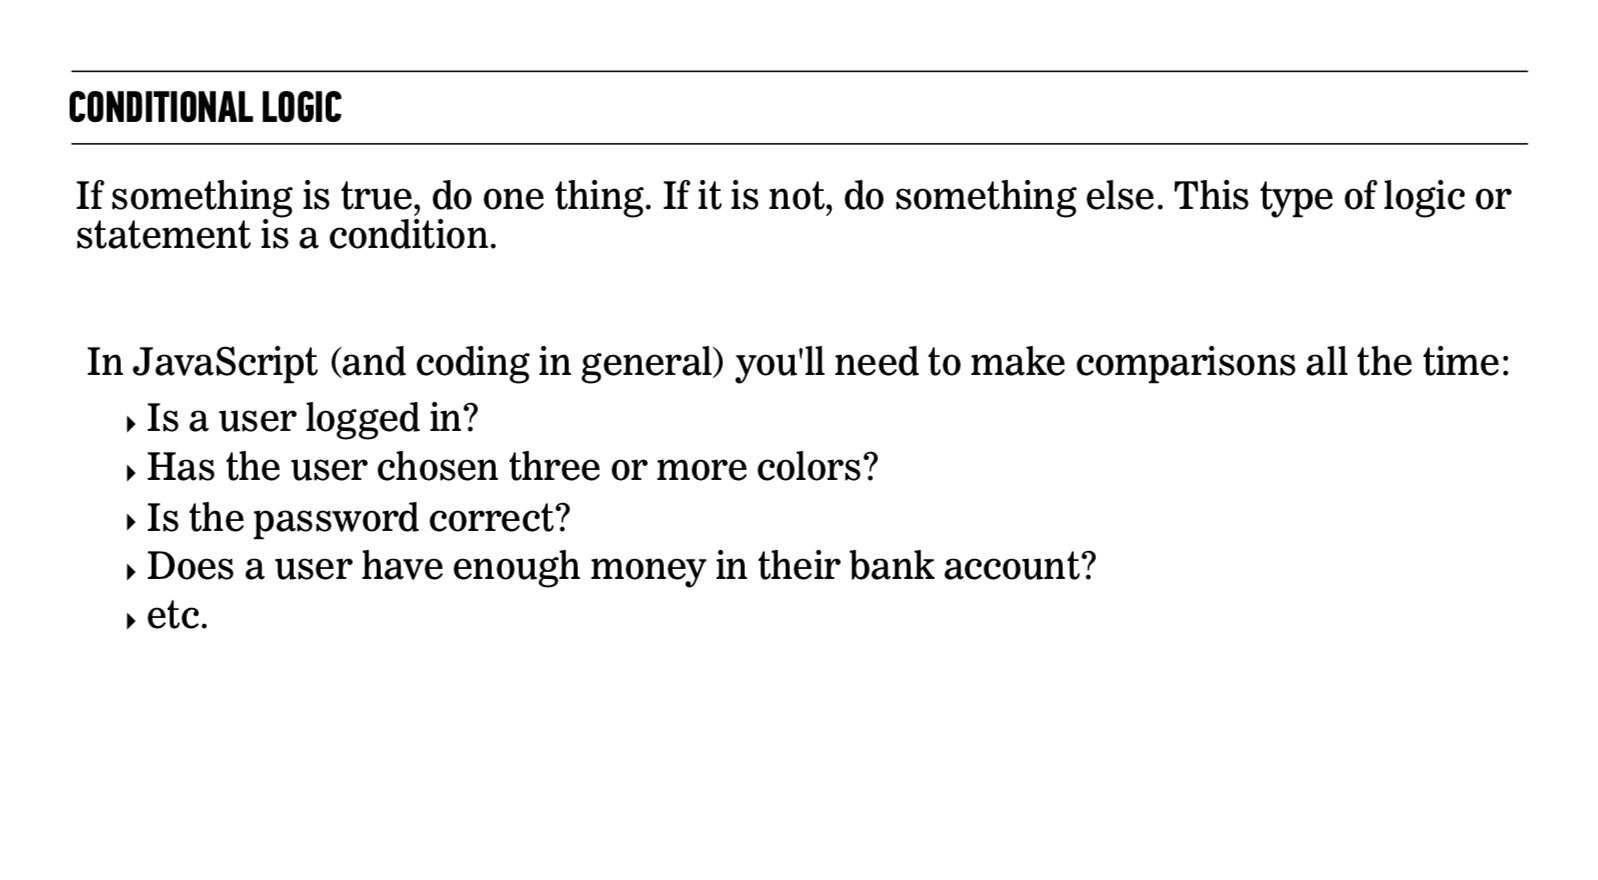 CONDITIONAL LOGIC
If something is true, do one thing. If it is not, do something else. This type of logic or
statement is a condition.
In JavaScript (and coding in general) you'll need to make comparisons all the time:
‣ Is a user logged in?
‣ Has the user chosen three or more colors?
‣ Is the password correct?
‣ Does a user have enough money in their bank account?
‣ etc.